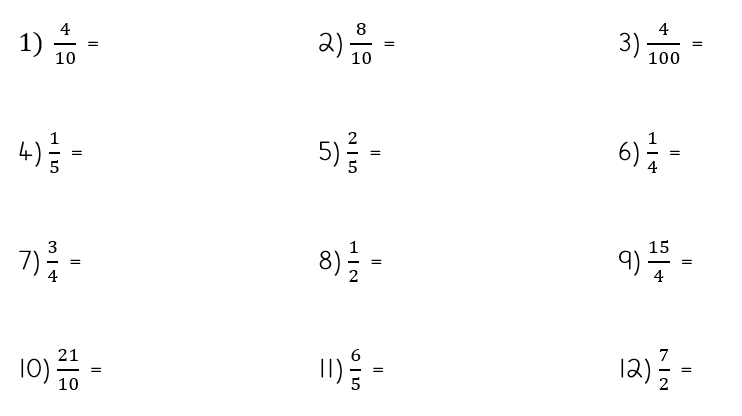 1) 4/10 = 2) 8/10 = 3) 4/100 =
4) 1/5 = 5) 2/5 = 6) 1/4 =
7) 3/4 = 8) 1/2 = 9) 15/4 =
10) 21/10 = 11) 6/5 = 12) 7/2 =